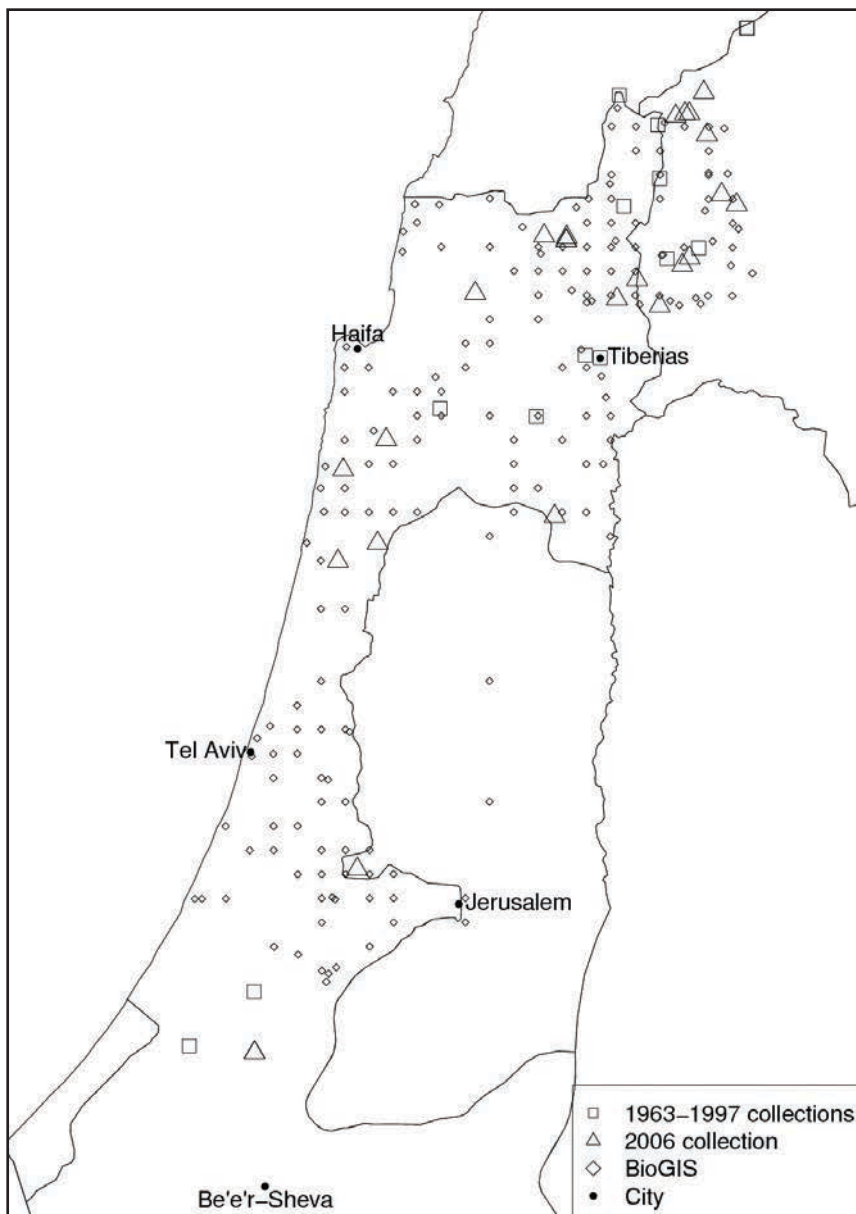 Haifa
Tiberias
Tel Aviv
Jerusalem
1963–1997 collections
2006 collection
BioGIS
City
Be'e'r–Sheva